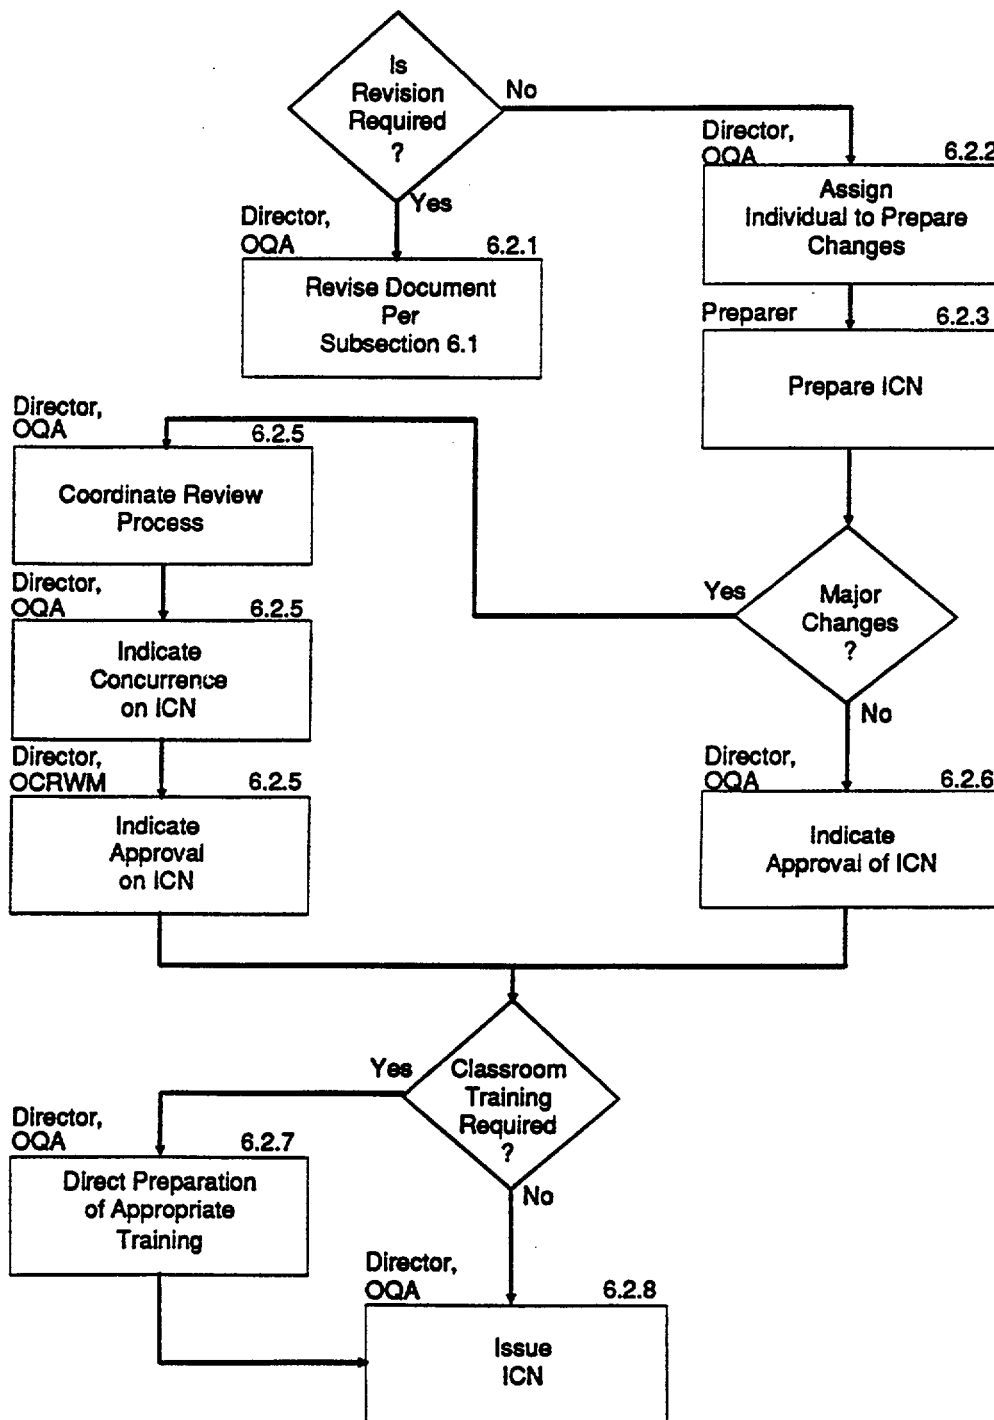 Is
Revision
Required
?
No
Yes
Director,
OQA
6.2.1
Revise Document
Per
Subsection 6.1
Director,
OQA
6.2.2
Assign
Individual to Prepare
Changes
Preparer
6.2.3
Prepare ICN
Major
Changes
?
Yes
No
Director,
OQA
6.2.5
Coordinate Review
Process
Director,
OQA
6.2.5
Indicate
Concurrence
on ICN
Director,
OCRWM
6.2.5
Indicate
Approval
on ICN
Director,
OQA
6.2.6
Indicate
Approval of ICN
Classroom
Training
Required
?
Yes
No
Director,
OQA
6.2.7
Direct Preparation
of Appropriate
Training
Director,
OQA
6.2.8
Issue
ICN